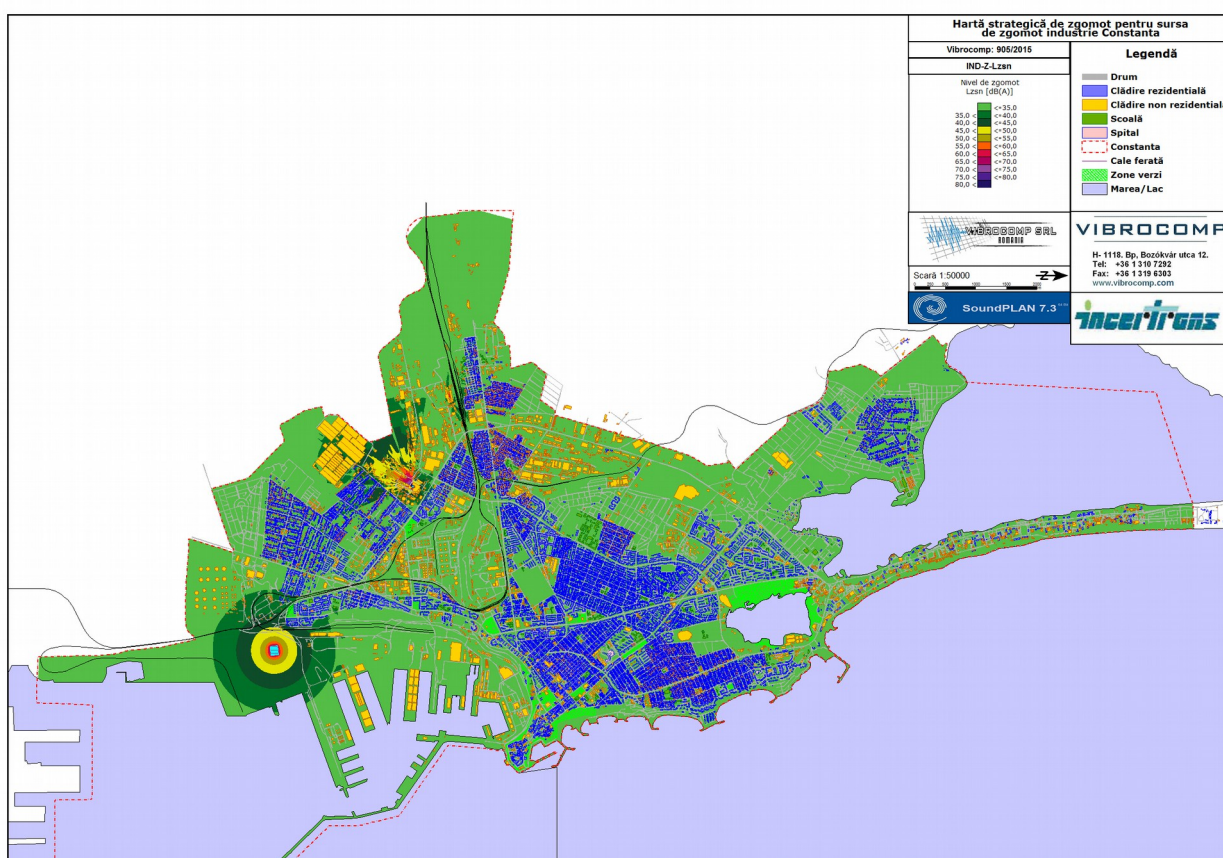 Hartă strategică de zgomot pentru sursa
de zgomot industrie Constanta
Vibrocomp: 905/2015
IND-Z-Lzsn
Nivel de zgomot
Lzsn [dB(A)]
<=35,0
35,0 < <=40,0
40,0 < <=45,0
45,0 < <=50,0
50,0 < <=55,0
55,0 < <=60,0
60,0 < <=65,0
65,0 < <=70,0
70,0 < <=75,0
75,0 < <=80,0
80,0 <
Legendă
Drum
Clădire rezidentială
Clădire non rezidentială
Scoală
Spital
Constanta
Cale ferată
Zone verzi
Marea/Lac
VIBROCOMP SRL
ROMANIA
Scară 1:50000
Z
SoundPLAN 7.3
VIBROCOMP
H- 1118. Bp, Bozókvár utca 12.
Tel: +36 1 310 7292
Fax: +36 1 319 6303
www.vibrocomp.com
incertrans